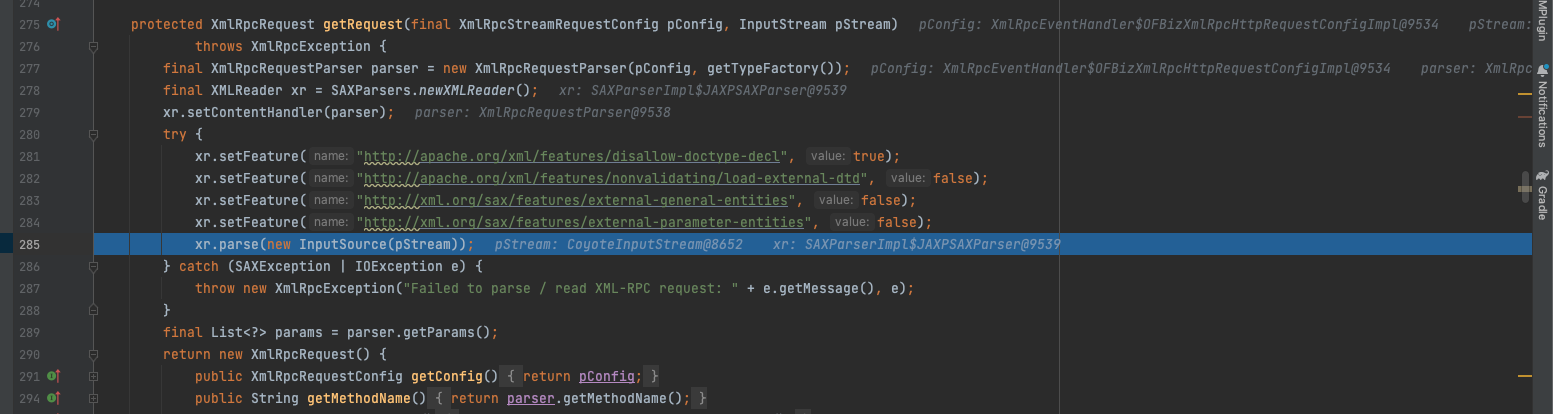 274
275 protected XmlRpcRequest getRequest(final XmlRpcStreamRequestConfig pConfig, InputStream pStream) pConfig: XmlRpcEventHandler$OFBizXmlRpcHttpRequestConfigImpl@9534 pStream:
276 throws XmlRpcException {
277 final XmlRpcRequestParser parser = new XmlRpcRequestParser(pConfig, getTypeFactory()); pConfig: XmlRpcEventHandler$OFBizXmlRpcHttpRequestConfigImpl@9534 parser: XmlRpc
278 final XMLReader xr = SAXParsers.newXMLReader(); xr: SAXParserImpl$JAXPSAXParser@9539
279 xr.setContentHandler(parser); parser: XmlRpcRequestParser@9538
280 try {
281 xr.setFeature( name: "http://apache.org/xml/features/disallow-doctype-decl", value: true);
282 xr.setFeature( name: "http://apache.org/xml/features/nonvalidating/load-external-dtd", value: false);
283 xr.setFeature( name: "http://xml.org/sax/features/external-general-entities", value: false);
284 xr.setFeature( name: "http://xml.org/sax/features/external-parameter-entities", value: false);
285 xr.parse(new InputSource(pStream)); pStream: CoyoteInputStream@8652 xr: SAXParserImpl$JAXPSAXParser@9539
286 } catch (SAXException | IOException e) {
287 throw new XmlRpcException("Failed to parse / read XML-RPC request: " + e.getMessage(), e);
288 }
289 final List<?> params = parser.getParams();
290 return new XmlRpcRequest() {
291 public XmlRpcRequestConfig getConfig() { return pConfig; }
294 public String getMethodName() { return parser.getMethodName(); }
MPlugin
Notifications
Gradle